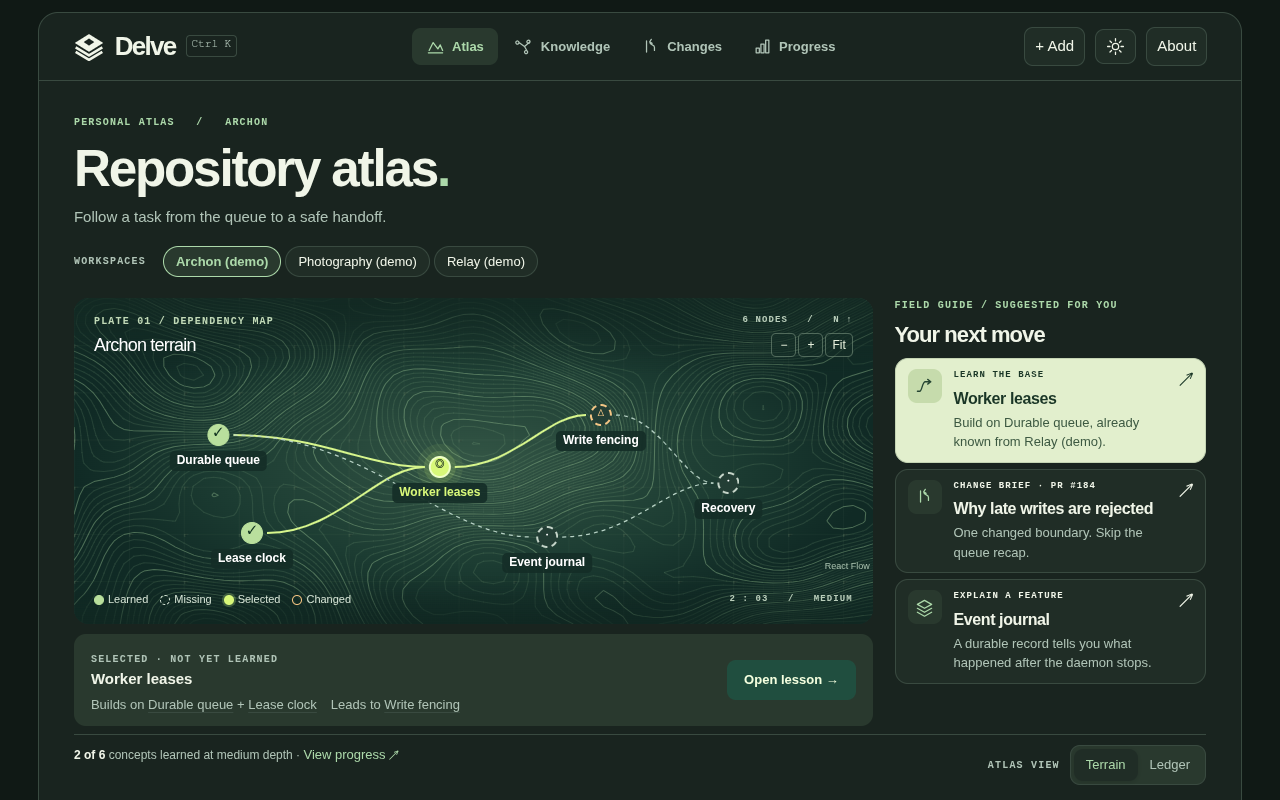 Delve
Ctrl K
Atlas
Knowledge
Changes
Progress
+ Add
About
PERSONAL ATLAS / ARCHON
Repository atlas.
Follow a task from the queue to a safe handoff.
WORKSPACES
Archon (demo)
Photography (demo)
Relay (demo)
PLATE 01 / DEPENDENCY MAP
6 NODES / N ↑
Archon terrain
−
+
Fit
Write fencing
Durable queue
Worker leases
Recovery
Lease clock
Event journal
React Flow
Learned
Missing
Selected
Changed
2 : 03 / MEDIUM
SELECTED · NOT YET LEARNED
Worker leases
Builds on Durable queue + Lease clock Leads to Write fencing
Open lesson →
FIELD GUIDE / SUGGESTED FOR YOU
Your next move
LEARN THE BASE
Worker leases
Build on Durable queue, already
known from Relay (demo).
CHANGE BRIEF · PR #184
Why late writes are rejected
One changed boundary. Skip the
queue recap.
EXPLAIN A FEATURE
Event journal
A durable record tells you what
happened after the daemon stops.
2 of 6 concepts learned at medium depth · View progress ↗
ATLAS VIEW
Terrain
Ledger